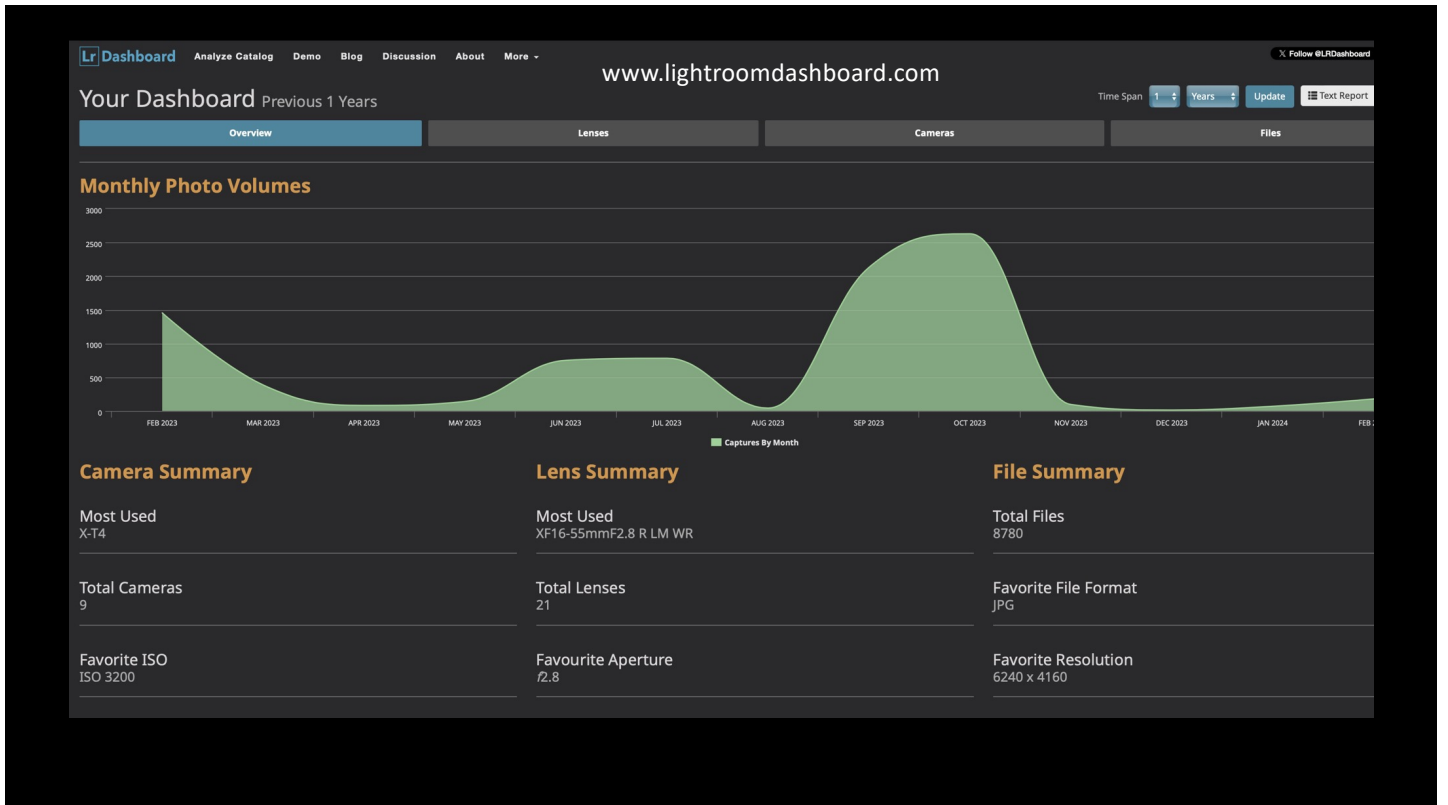 Lr Dashboard Analyze Catalog Demo Blog Discussion About More
X Follow @LRDashboard
www.lightroomdashboard.com
Your Dashboard Previous 1 Years
Time Span 1 Years Update Text Report
Overview Lenses Cameras Files
Monthly Photo Volumes
3000
2500
2000
1500
1000
500
0
FEB 2023 MAR 2023 APR 2023 MAY 2023 JUN 2023 JUL 2023 AUG 2023 SEP 2023 OCT 2023 NOV 2023 DEC 2023 JAN 2024 FEB
Captures By Month
Camera Summary Lens Summary File Summary
Most Used Most Used Total Files
X-T4 XF16-55mmF2.8 R LM WR 8780
Total Cameras Total Lenses Favorite File Format
9 21 JPG
Favorite ISO Favourite Aperture Favorite Resolution
ISO 3200 f2.8 6240 x 4160